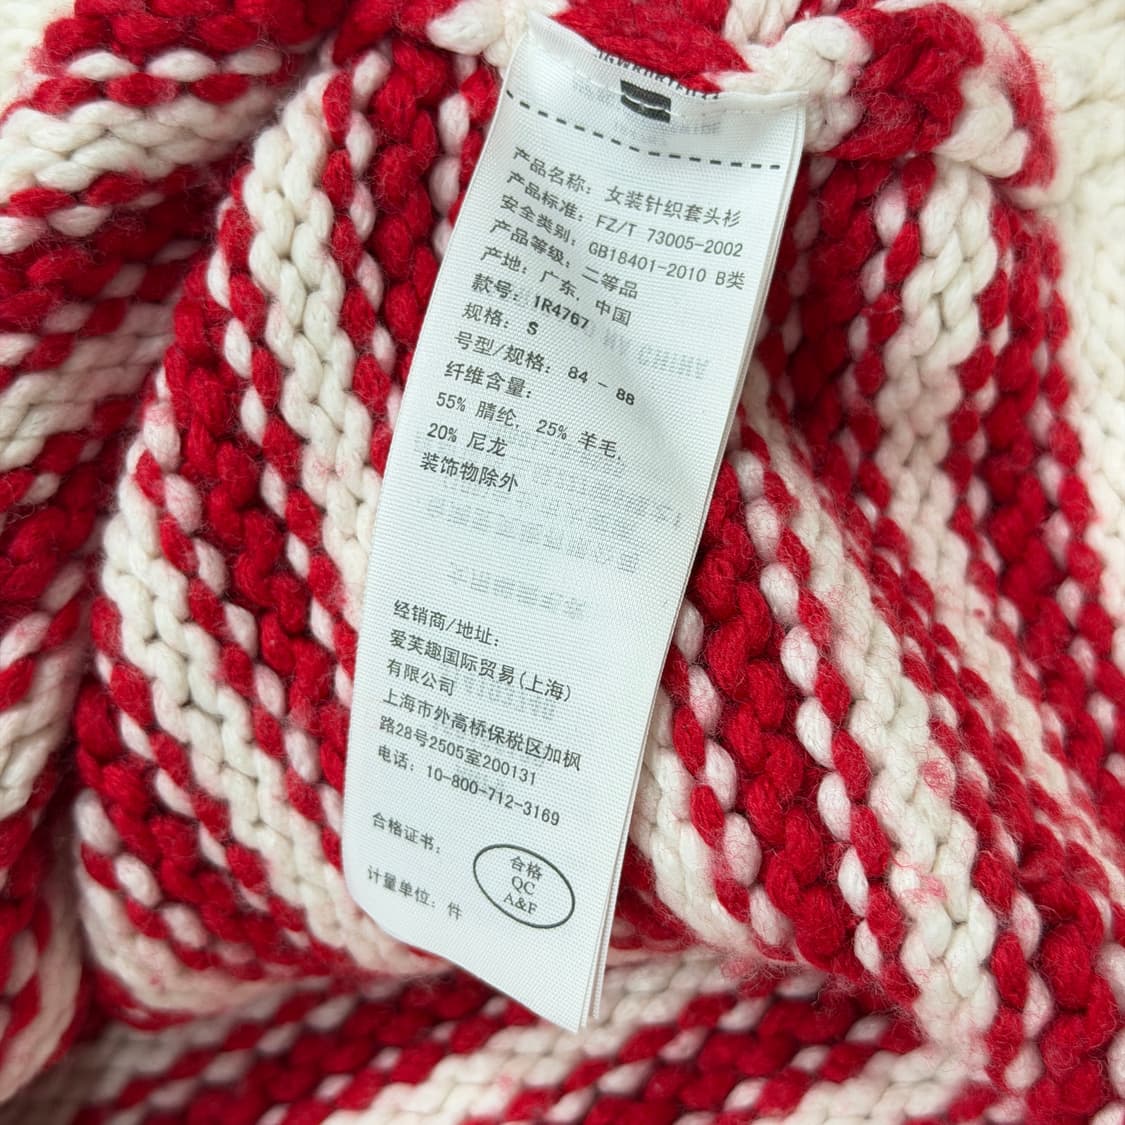 产品名称: 女装针织套头衫
产品标准: FZ/T 73005-2002
安全类别: GB18401-2010 B类
产品等级: 二等品
产地: 广东, 中国
款号: 1R4767
规格: S
号型/规格: 84 - 88
纤维含量:
55% 腈纶, 25% 羊毛,
20% 尼龙
装饰物除外
经销商/地址:
爱芙趣国际贸易(上海)
有限公司
上海市外高桥保税区加枫
路28号2505室200131
电话: 10-800-712-3169
合格证书:
合格
QC
A&F
计量单位: 件